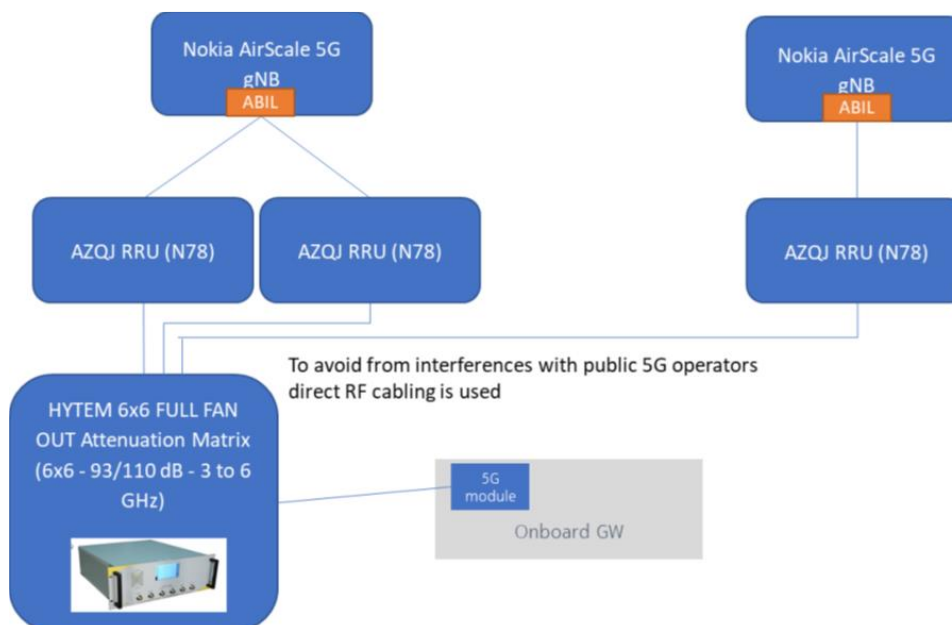 Nokia AirScale 5G
gNB
ABIL
Nokia AirScale 5G
gNB
ABIL
AZQJ RRU (N78)
AZQJ RRU (N78)
AZQJ RRU (N78)
To avoid from interferences with public 5G operators
direct RF cabling is used
HYTEM 6x6 FULL FAN
OUT Attenuation Matrix
(6x6 - 93/110 dB - 3 to 6
GHz)
5G
module
Onboard GW